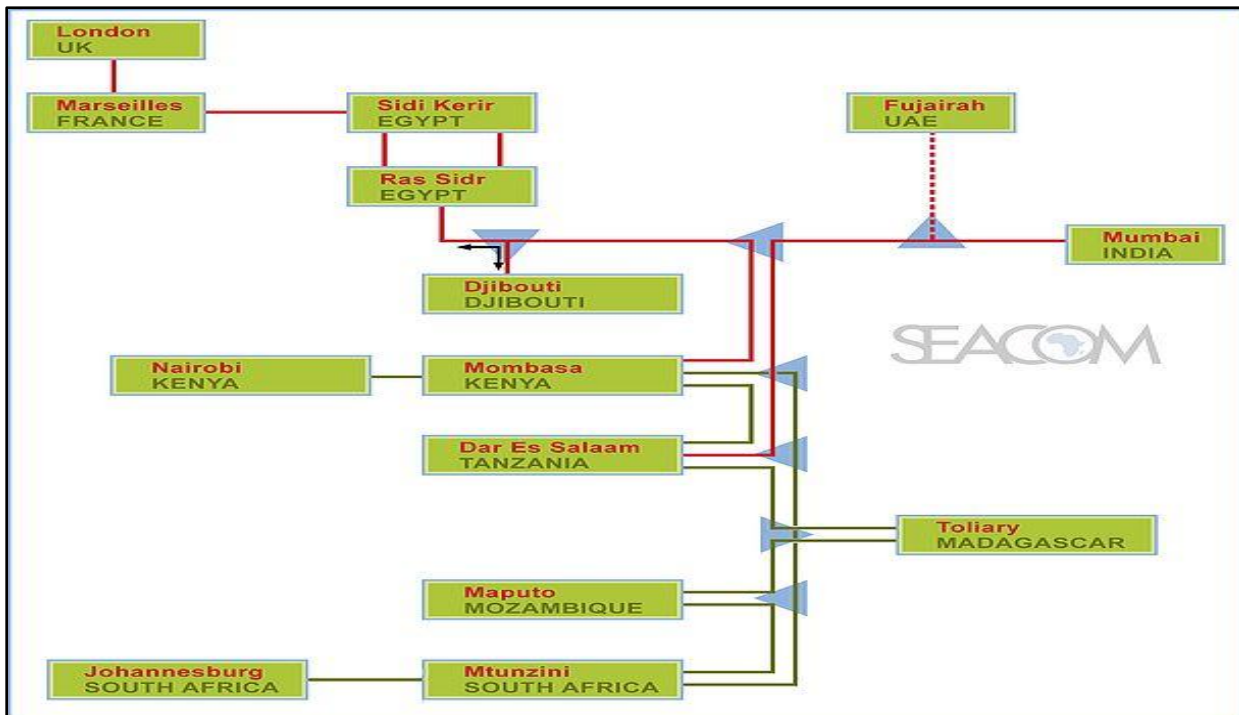 London
UK
Marseilles
FRANCE
Sidi Kerir
EGYPT
Fujairah
UAE
Ras Sidr
EGYPT
Mumbai
INDIA
Djibouti
DJIBOUTI
SEACOM
Nairobi
KENYA
Mombasa
KENYA
Dar Es Salaam
TANZANIA
Toliary
MADAGASCAR
Maputo
MOZAMBIQUE
Johannesburg
SOUTH AFRICA
Mtunzini
SOUTH AFRICA